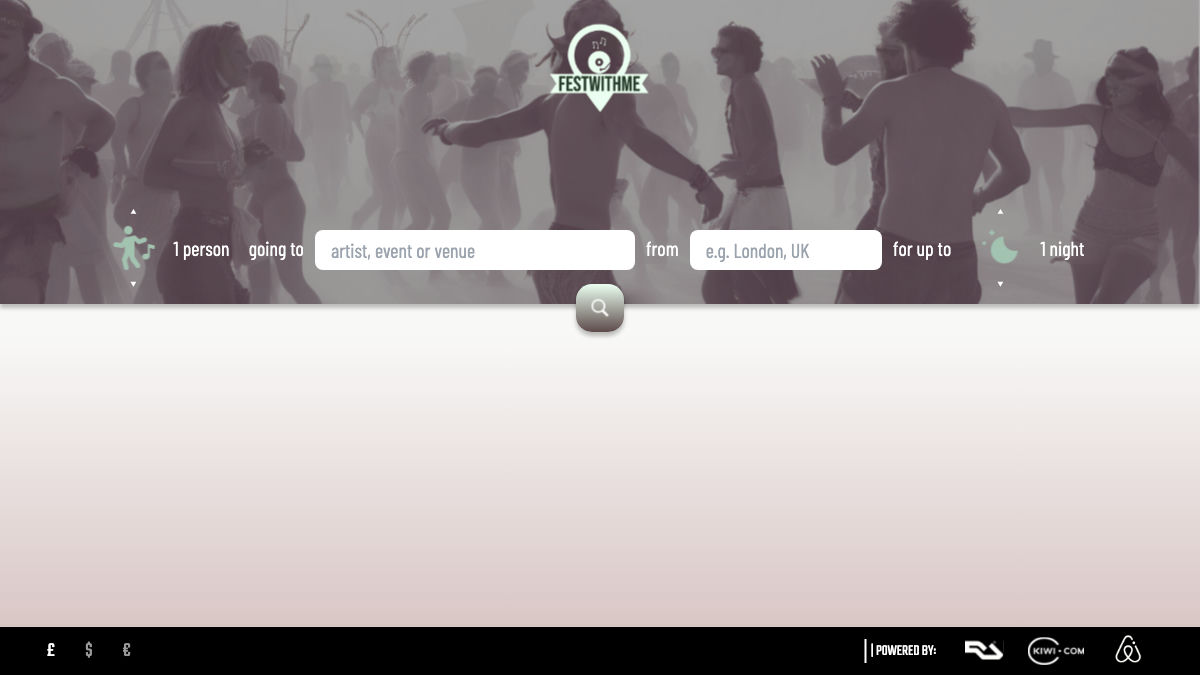 FESTWITHME
1 person going to artist, event or venue from e.g. London, UK for up to 1 night
£ $ €
POWERED BY: KIWI.COM